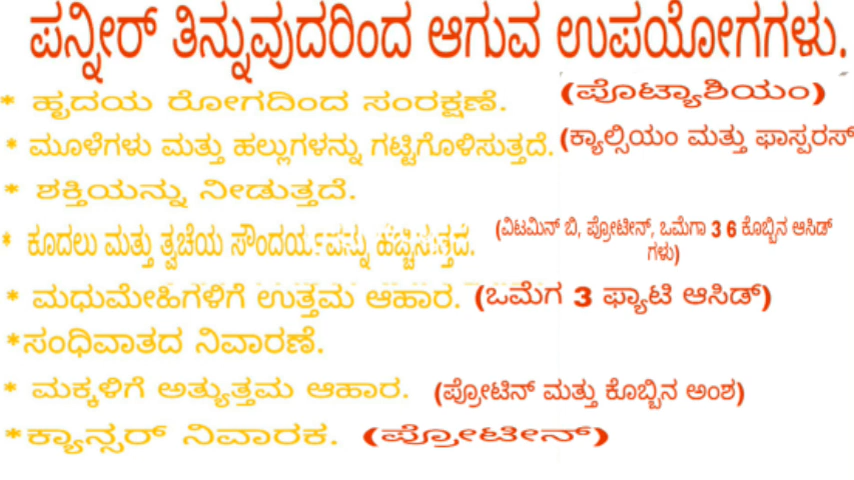 ಪನ್ನೀರ್ ತಿನ್ನುವುದರಿಂದ ಆಗುವ ಉಪಯೋಗಗಳು.
* ಹೃದಯ ರೋಗದಿಂದ ಸಂರಕ್ಷಣೆ. (ಪೊಟ್ಯಾಶಿಯಂ)
* ಮೂಳೆಗಳು ಮತ್ತು ಹಲ್ಲುಗಳನ್ನು ಗಟ್ಟಿಗೊಳಿಸುತ್ತದೆ. (ಕ್ಯಾಲ್ಸಿಯಂ ಮತ್ತು ಫಾಸ್ಪರಸ್
* ಶಕ್ತಿಯನ್ನು ನೀಡುತ್ತದೆ.
* ಕೂದಲು ಮತ್ತು ತ್ವಚೆಯ ಸೌಂದರ್ಯವನ್ನು ಹೆಚ್ಚಿಸುತ್ತದೆ. (ವಿಟಮಿನ್ ಬಿ, ಪ್ರೋಟೀನ್, ಒಮೆಗಾ 3 6 ಕೊಬ್ಬಿನ ಆಸಿಡ್
ಗಳು)
* ಮಧುಮೇಹಿಗಳಿಗೆ ಉತ್ತಮ ಆಹಾರ. (ಒಮೆಗ 3 ಫ್ಯಾಟಿ ಆಸಿಡ್)
*ಸಂಧಿವಾತದ ನಿವಾರಣೆ.
* ಮಕ್ಕಳಿಗೆ ಅತ್ಯುತ್ತಮ ಆಹಾರ. (ಪ್ರೋಟಿನ್ ಮತ್ತು ಕೊಬ್ಬಿನ ಅಂಶ)
*ಕ್ಯಾನ್ಸರ್ ನಿವಾರಕ. (ಪ್ರೋಟೀನ್)